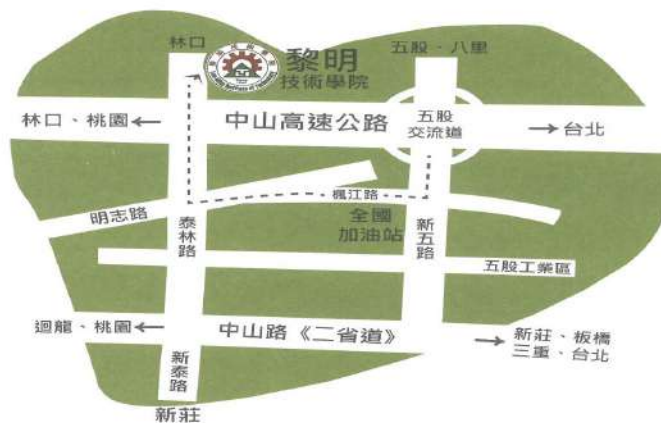 林口
黎明
技術學院
五股、八里
林口、桃園
中山高速公路
五股
交流道
台北
明志路
泰林路
楓江路
全國
加油站
新五路
五股工業區
迴龍、桃園
中山路《二省道》
新莊、板橋
三重、台北
新泰路
新莊